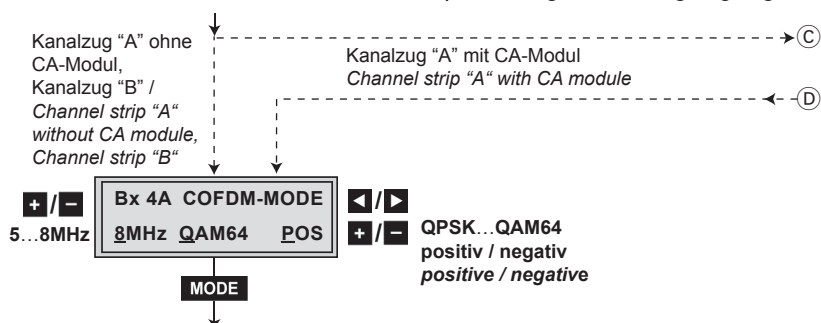 Kanalzug “A” ohne
CA-Modul,
Kanalzug “B” /
Channel strip “A“
without CA module,
Channel strip “B“
C
Kanalzug “A” mit CA-Modul
Channel strip “A“ with CA module
D
+ / −
5…8MHz
Bx 4A COFDM-MODE
8MHz QAM64 POS
◄ / ►
+ / −
QPSK…QAM64
positiv / negativ
positive / negative
MODE